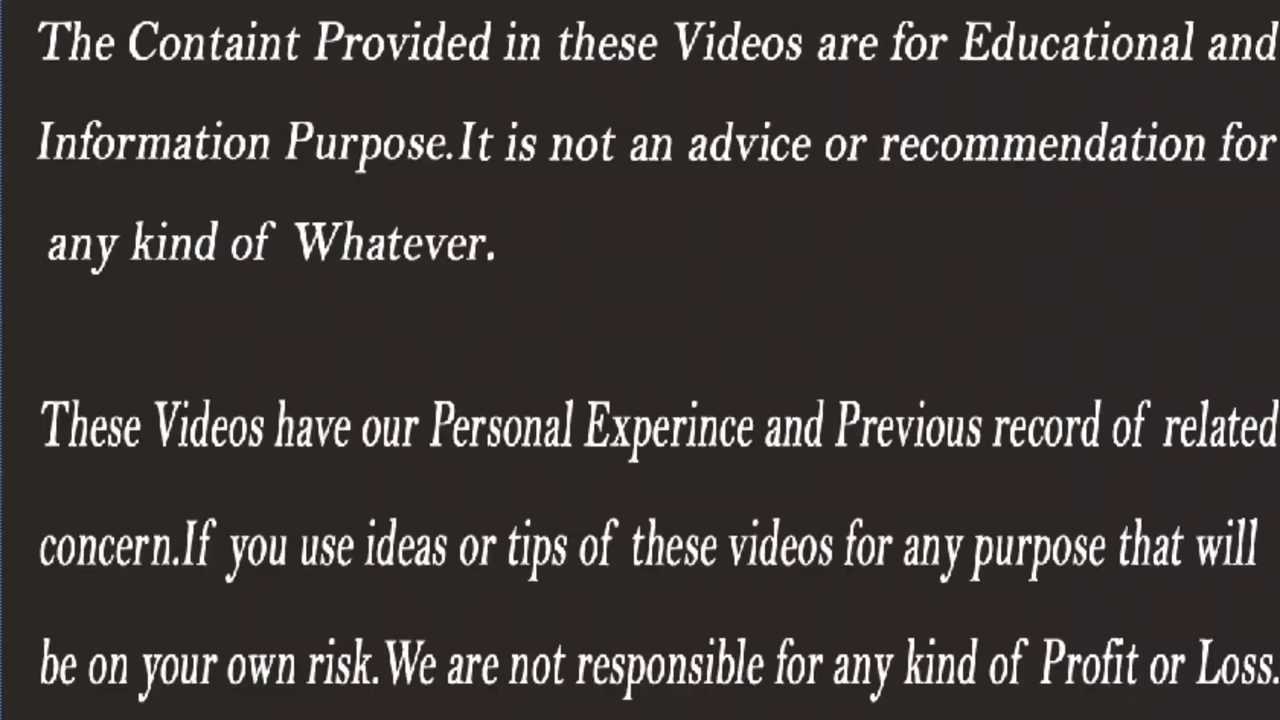 The Containt Provided in these Videos are for Educational and
Information Purpose.It is not an advice or recommendation for
any kind of Whatever.
These Videos have our Personal Experince and Previous record of related
concern.If you use ideas or tips of these videos for any purpose that will
be on your own risk.We are not responsible for any kind of Profit or Loss.